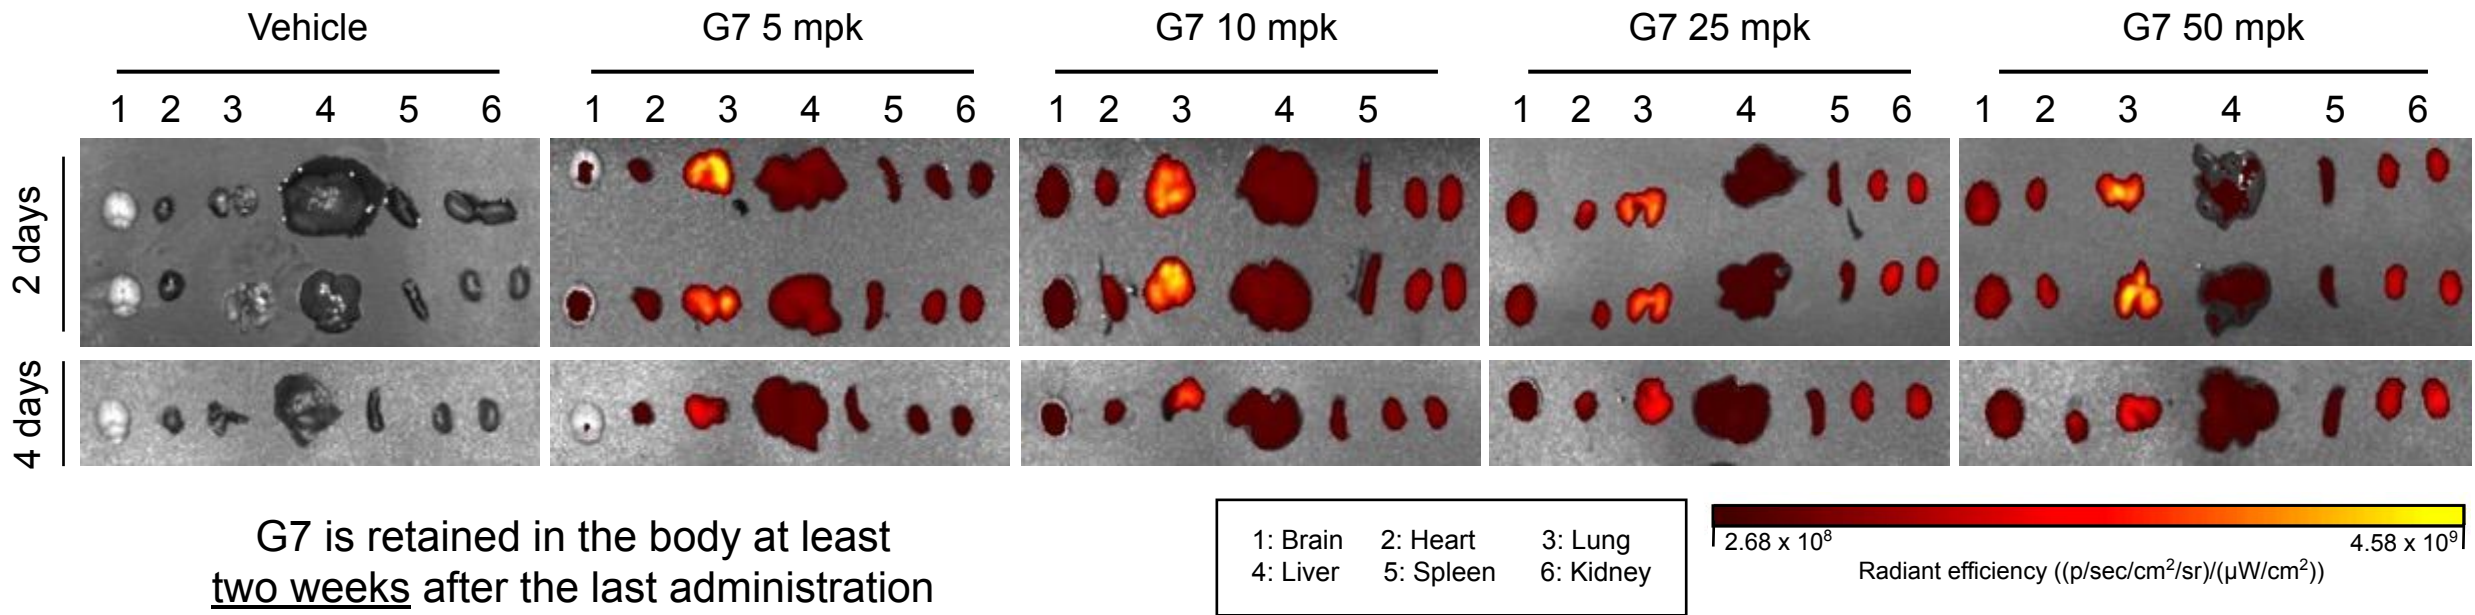 Vehicle
G7 5 mpk
G7 10 mpk
G7 25 mpk
G7 50 mpk
1 2 3 4 5 6
1 2 3 4 5 6
1 2 3 4 5
1 2 3 4 5 6
1 2 3 4 5 6
2 days
4 days
G7 is retained in the body at least
two weeks after the last administration
1: Brain 2: Heart 3: Lung
4: Liver 5: Spleen 6: Kidney
2.68 x 10⁸ 4.58 x 10⁹
Radiant efficiency ((p/sec/cm²/sr)/(µW/cm²))